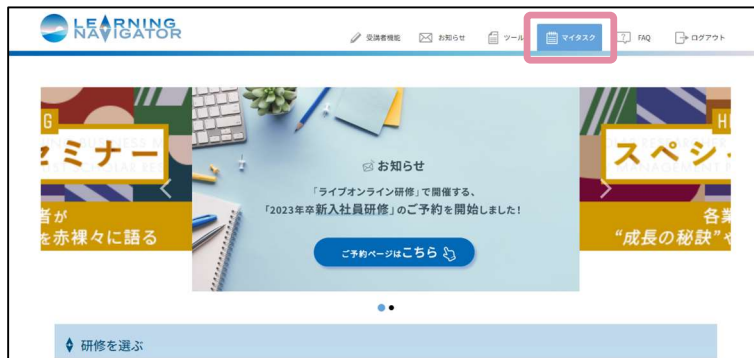 LEARNING
NAVIGATOR
受講者機能 お知らせ ツール マイタスク FAQ ログアウト
セミナー
者が
を赤裸々に語る
お知らせ
「ライブオンライン研修」で開催する、
「2023年卒新入社員研修」のご予約を開始しました!
ご予約ページはこちら
スペシ
各業
“成長の秘訣”や
研修を選ぶ